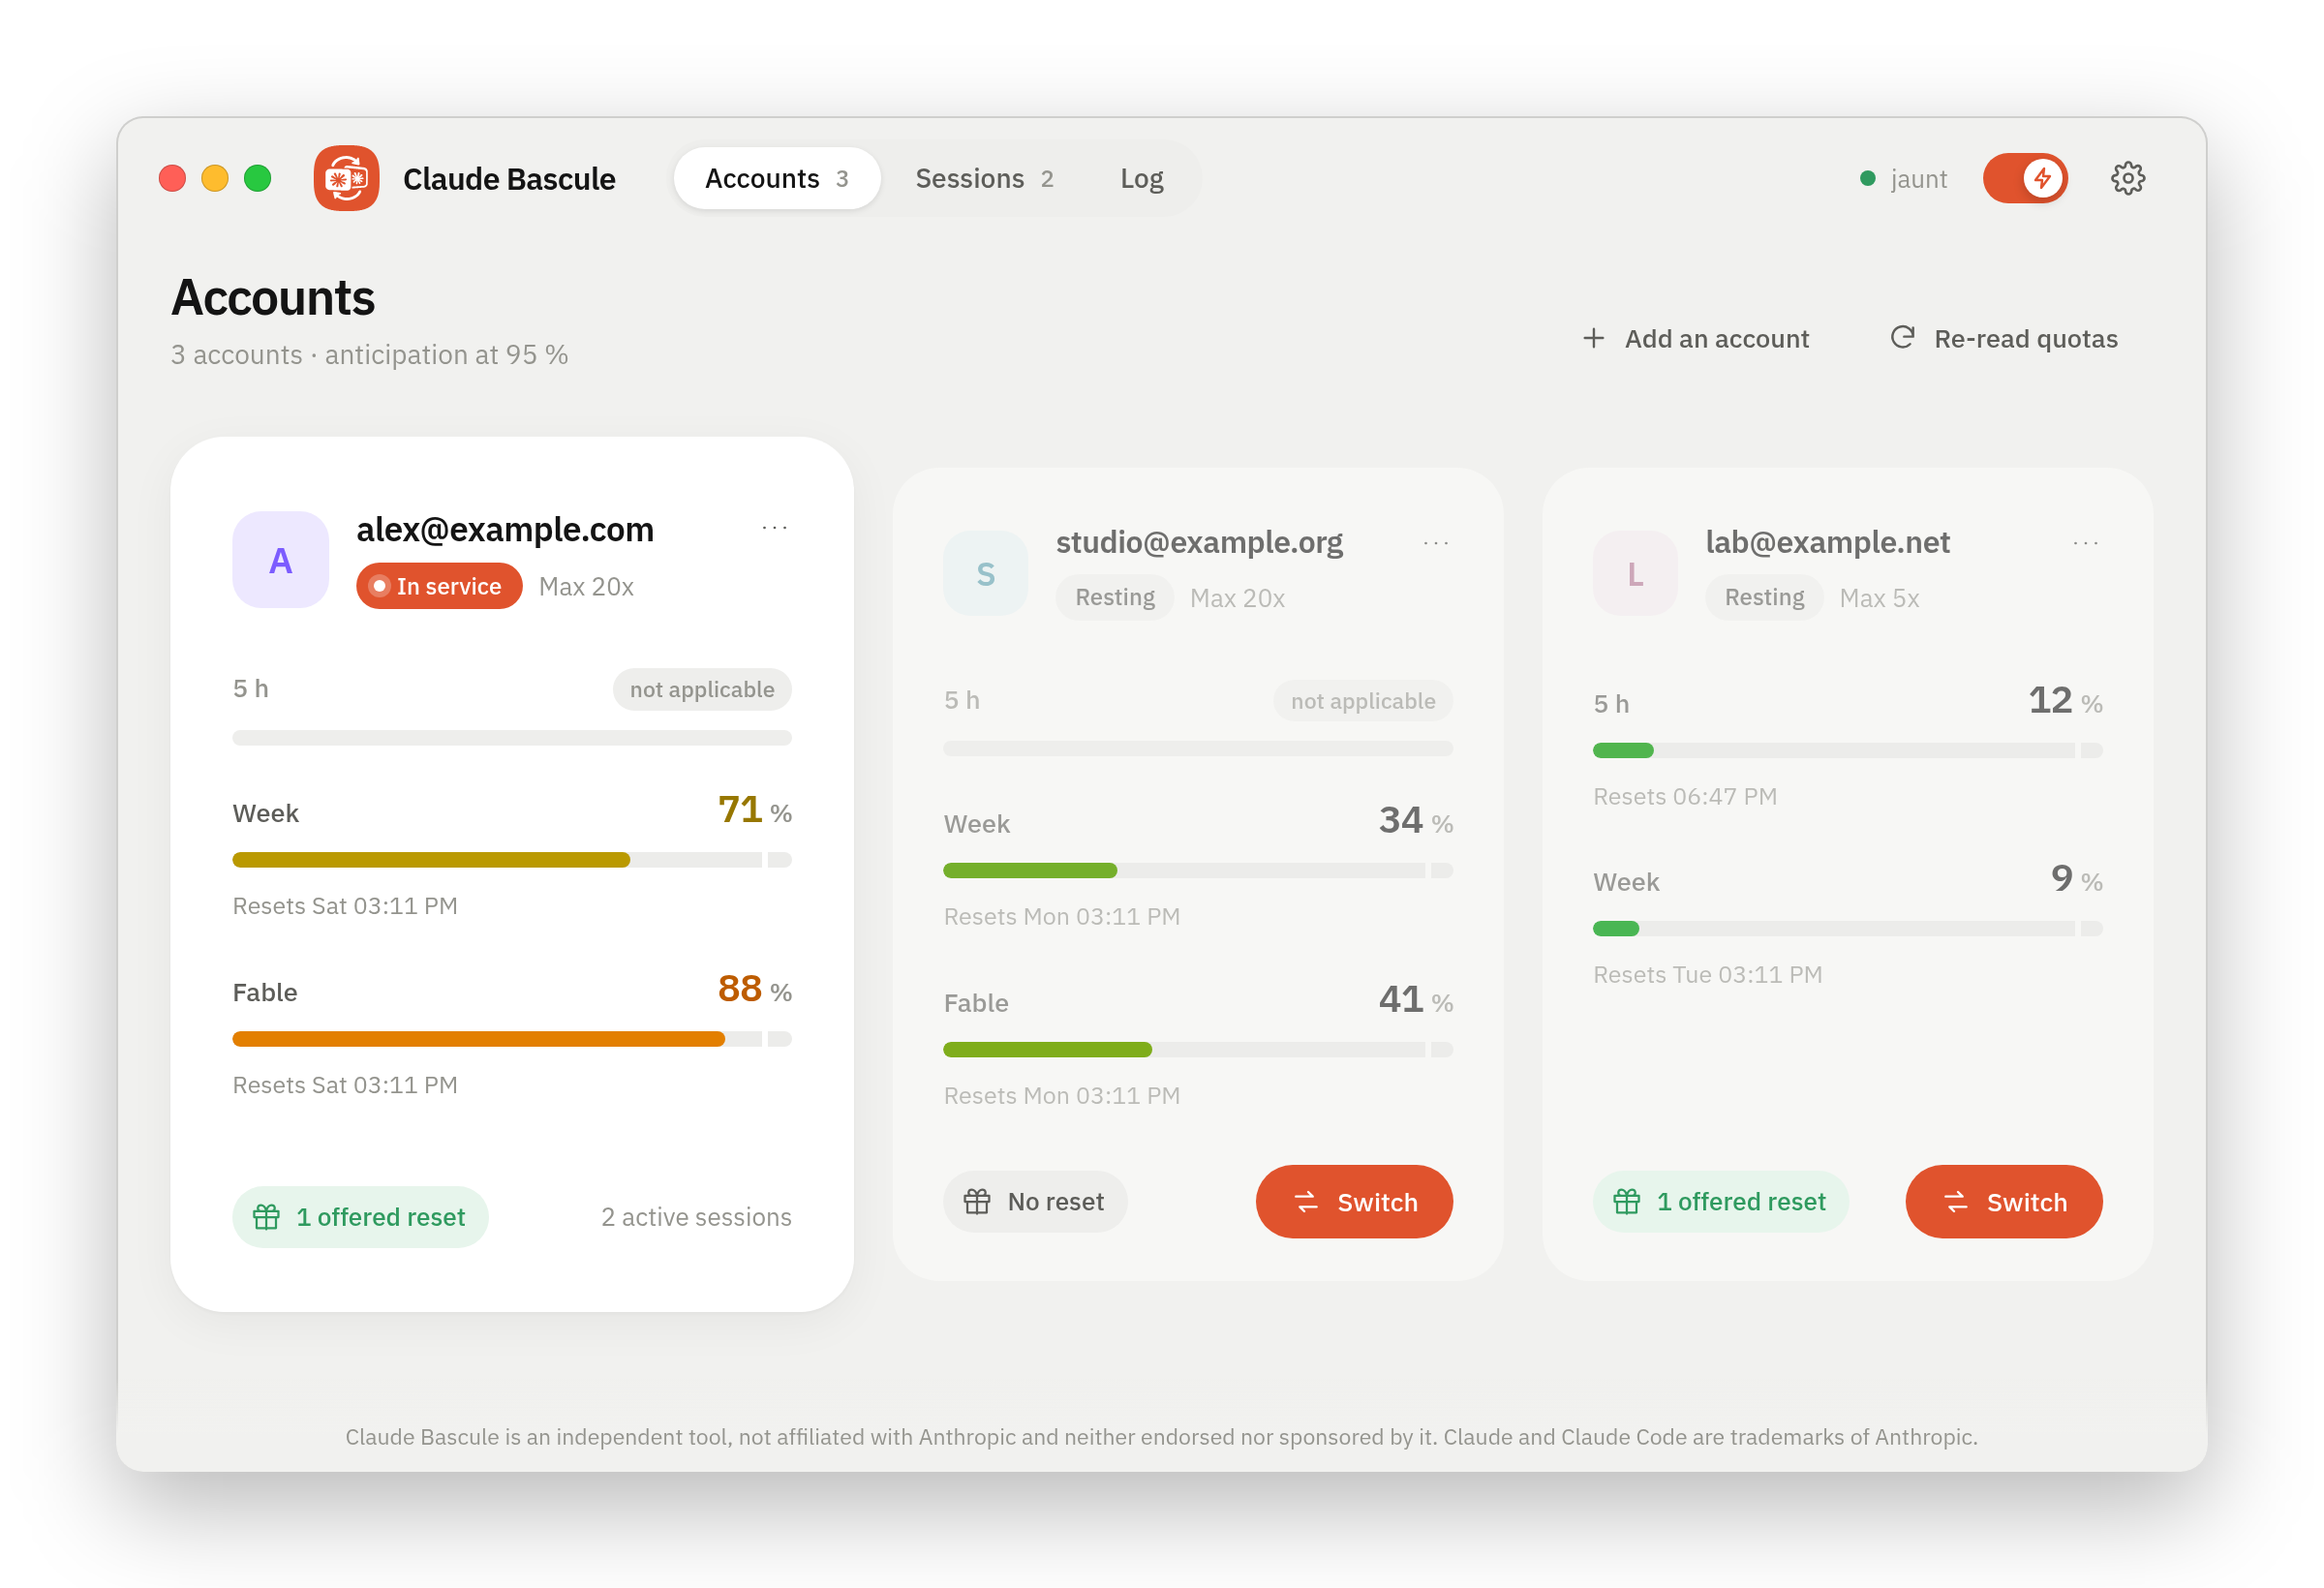 Claude Bascule
Accounts 3
Sessions 2
Log
jaunt
Accounts
3 accounts · anticipation at 95 %
Add an account
Re-read quotas
A
alex@example.com
...
In service
Max 20x
5 h
not applicable
Week
71 %
Resets Sat 03:11 PM
Fable
88 %
Resets Sat 03:11 PM
1 offered reset
2 active sessions
S
studio@example.org
...
Resting
Max 20x
5 h
not applicable
Week
34 %
Resets Mon 03:11 PM
Fable
41 %
Resets Mon 03:11 PM
No reset
Switch
L
lab@example.net
...
Resting
Max 5x
5 h
12 %
Resets 06:47 PM
Week
9 %
Resets Tue 03:11 PM
1 offered reset
Switch
Claude Bascule is an independent tool, not affiliated with Anthropic and neither endorsed nor sponsored by it. Claude and Claude Code are trademarks of Anthropic.